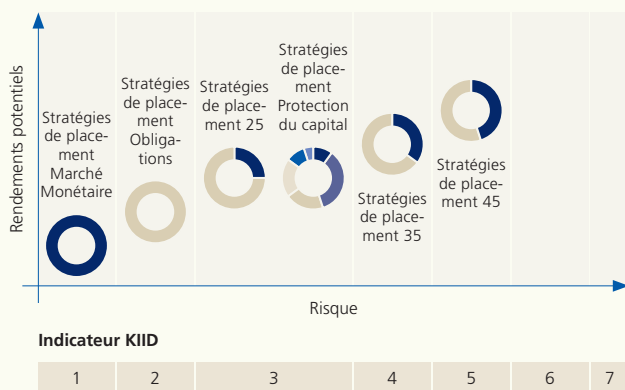 Rendements potentiels
Stratégies
de place-
ment
Marché
Monétaire
Stratégies
de place-
ment
Obliga-
tions
Stratégies
de place-
ment 25
Stratégies
de place-
ment
Protection
du capital
Stratégies
de place-
ment 35
Stratégies
de place-
ment 45
Risque
Indicateur KIID
1 2 3 4 5 6 7